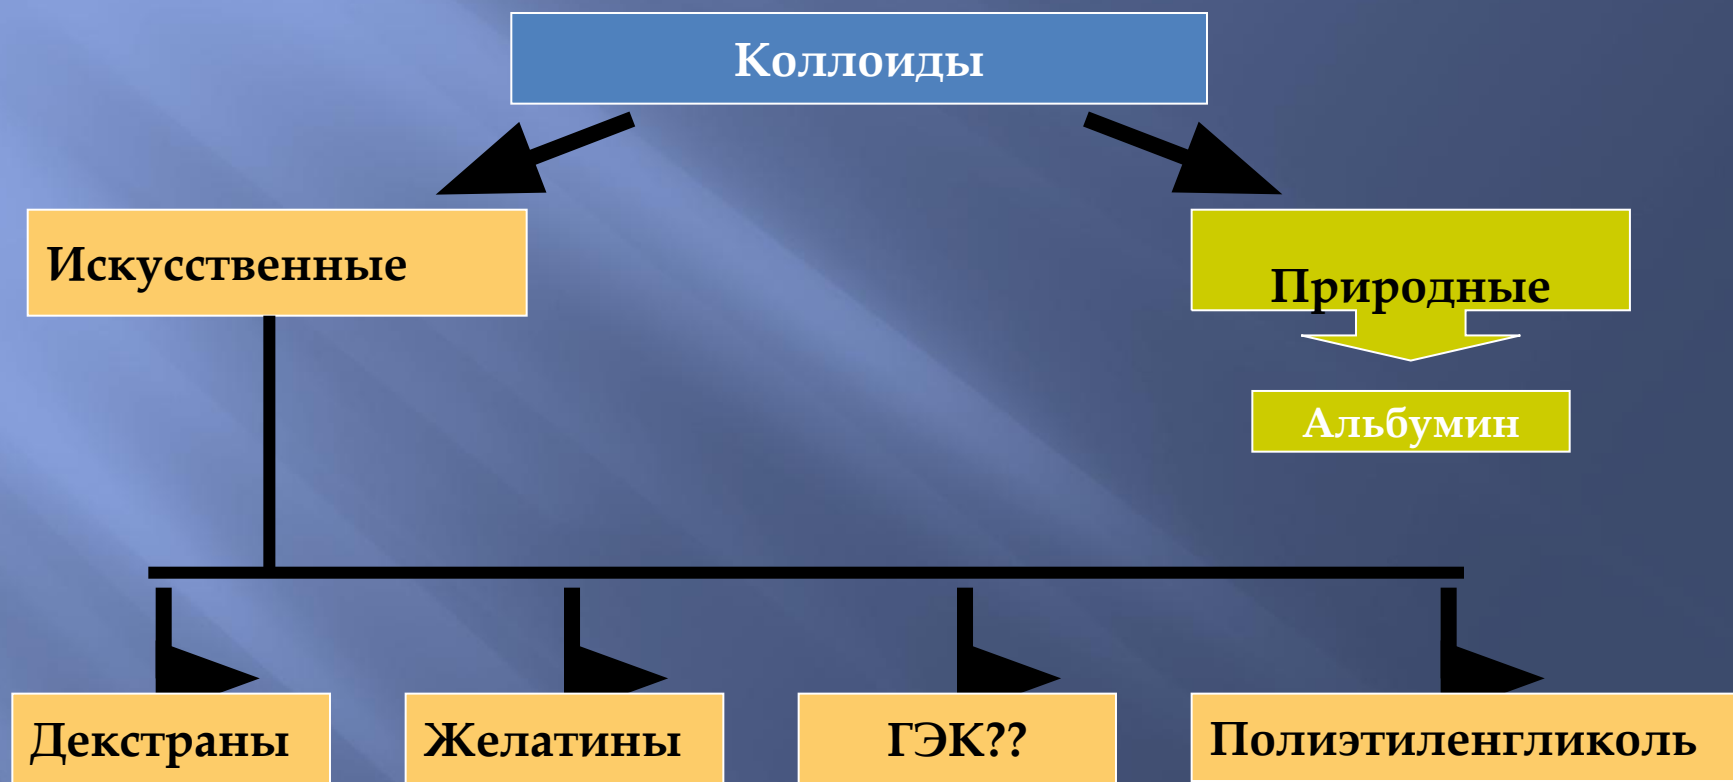 Коллоиды
Искусственные
Природные
Альбумин
Декстраны
Желатины
ГЭК??
Полиэтиленгликоль